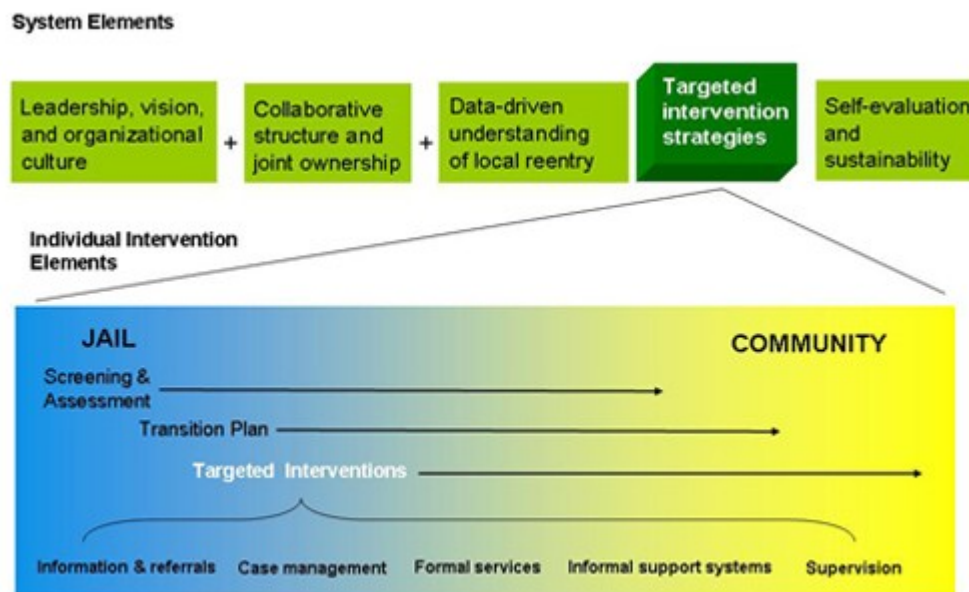 System Elements
Leadership, vision,
and organizational
culture
+
Collaborative
structure and
joint ownership
+
Data-driven
understanding
of local reentry
Targeted
intervention
strategies
Self-evaluation
and
sustainability
Individual Intervention
Elements
JAIL
COMMUNITY
Screening &
Assessment
Transition Plan
Targeted Interventions
Information & referrals
Case management
Formal services
Informal support systems
Supervision